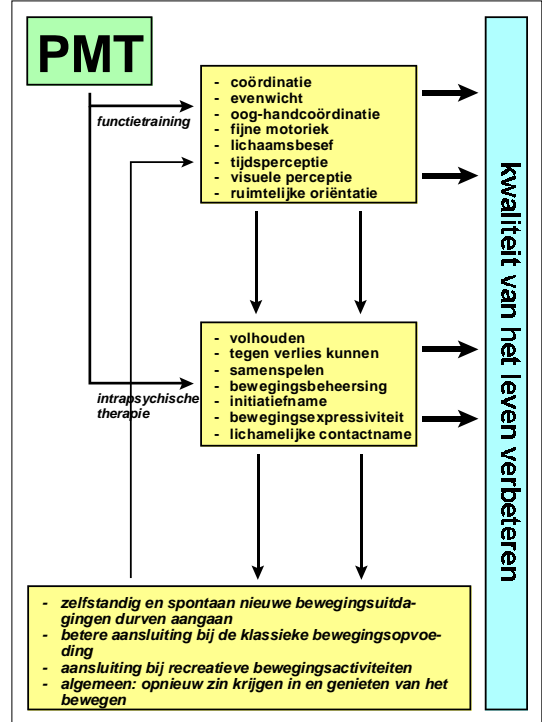 PMT
functietraining
- coördinatie
- evenwicht
- oog-handcoördinatie
- fijne motoriek
- lichaamsbesef
- tijdsperceptie
- visuele perceptie
- ruimtelijke oriëntatie
intrapsychische
therapie
- volhouden
- tegen verlies kunnen
- samenspelen
- bewegingsbeheersing
- initiatiefname
- bewegingsexpressiviteit
- lichamelijke contactname
- zelfstandig en spontaan nieuwe bewegingsuitda-
gingen durven aangaan
- betere aansluiting bij de klassieke bewegingsopvoe-
ding
- aansluiting bij recreatieve bewegingsactiviteiten
- algemeen: opnieuw zin krijgen in en genieten van het
bewegen
kwaliteit van het leven verbeteren